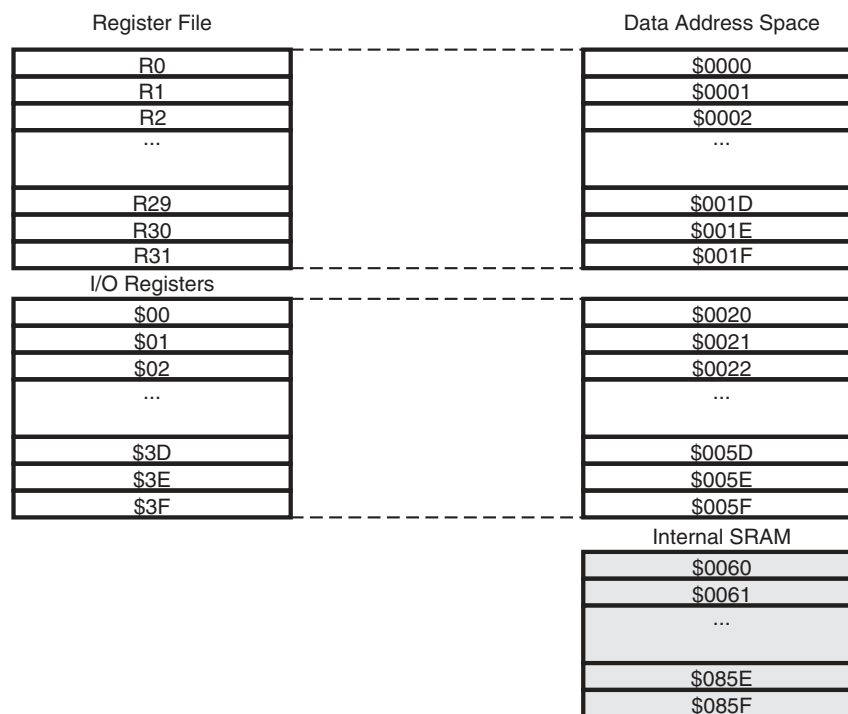 Register File Data Address Space
R0 $0000
R1 $0001
R2 $0002
... ...
R29 $001D
R30 $001E
R31 $001F
I/O Registers
$00 $0020
$01 $0021
$02 $0022
... ...
$3D $005D
$3E $005E
$3F $005F
Internal SRAM
$0060
$0061
...
$085E
$085F